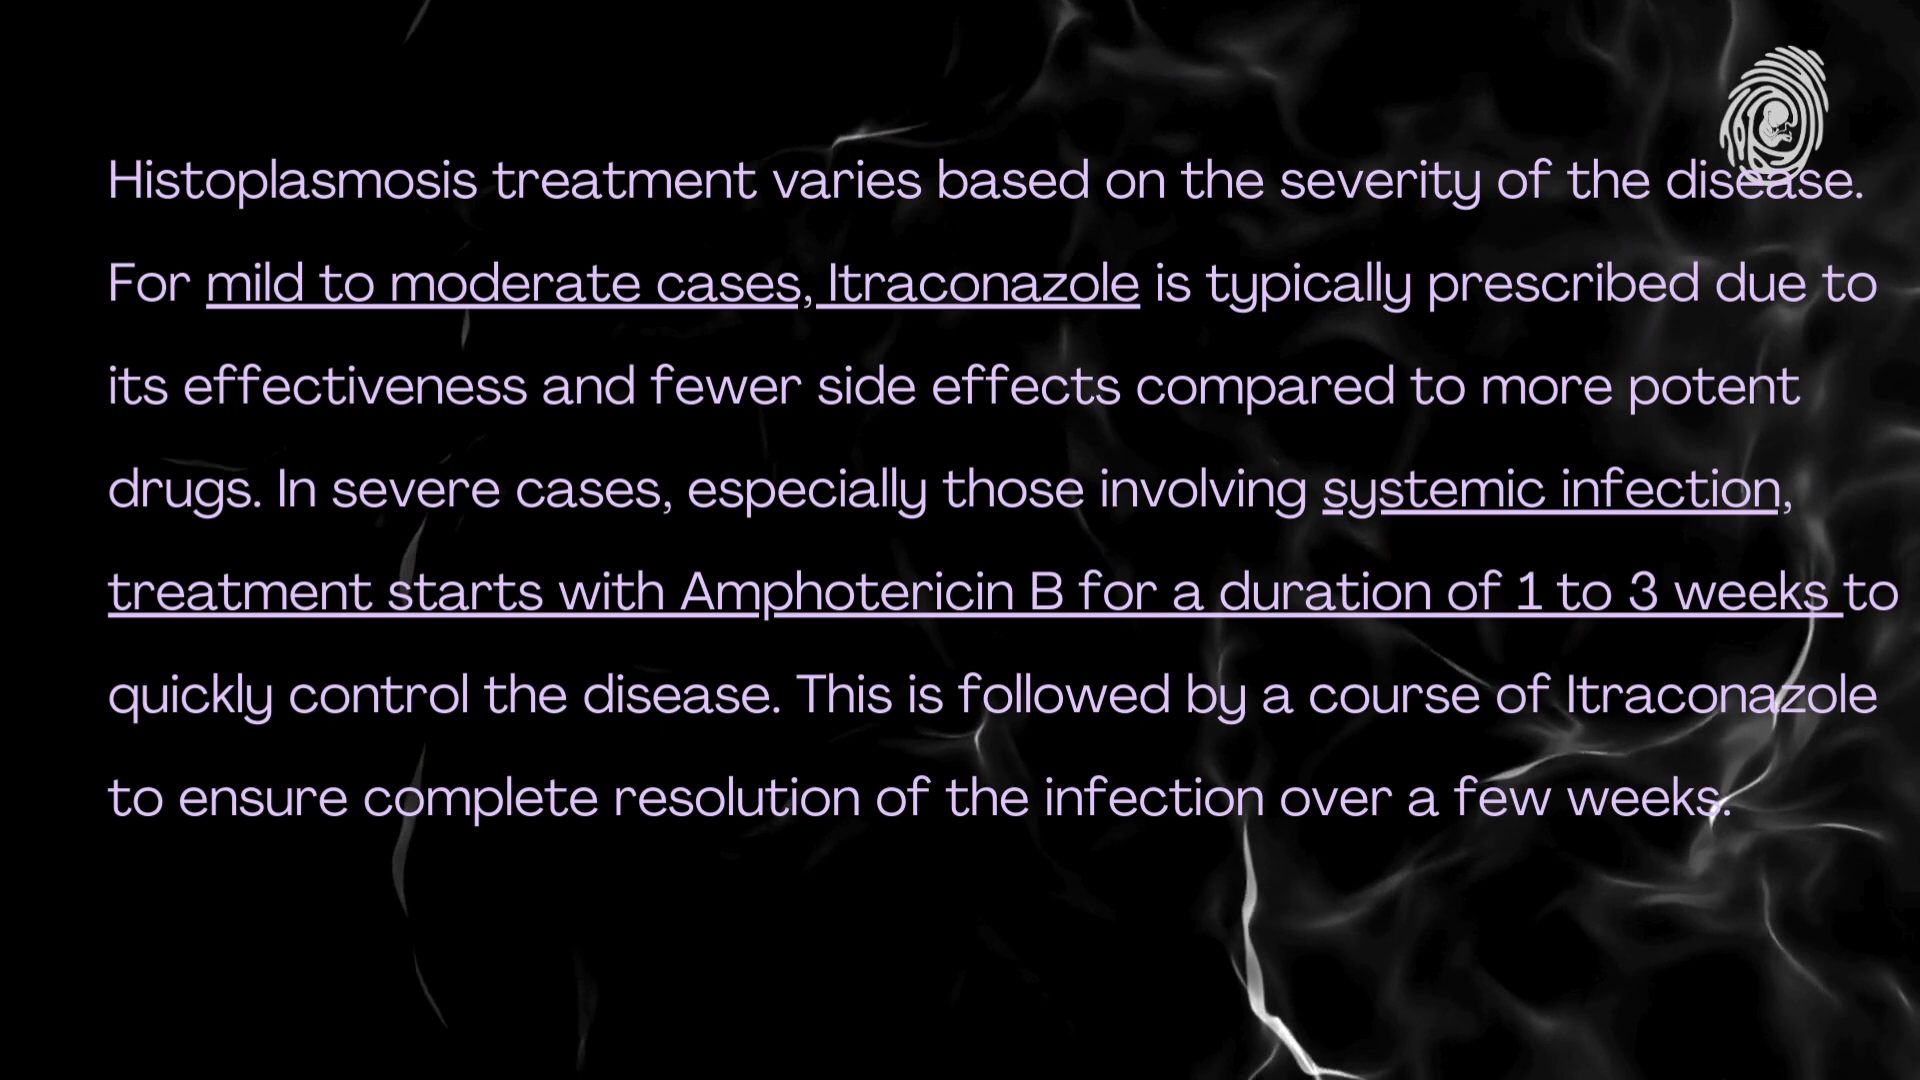 Histoplasmosis treatment varies based on the severity of the disease.
For mild to moderate cases, Itraconazole is typically prescribed due to
its effectiveness and fewer side effects compared to more potent
drugs. In severe cases, especially those involving systemic infection,
treatment starts with Amphotericin B for a duration of 1 to 3 weeks to
quickly control the disease. This is followed by a course of Itraconazole
to ensure complete resolution of the infection over a few weeks.